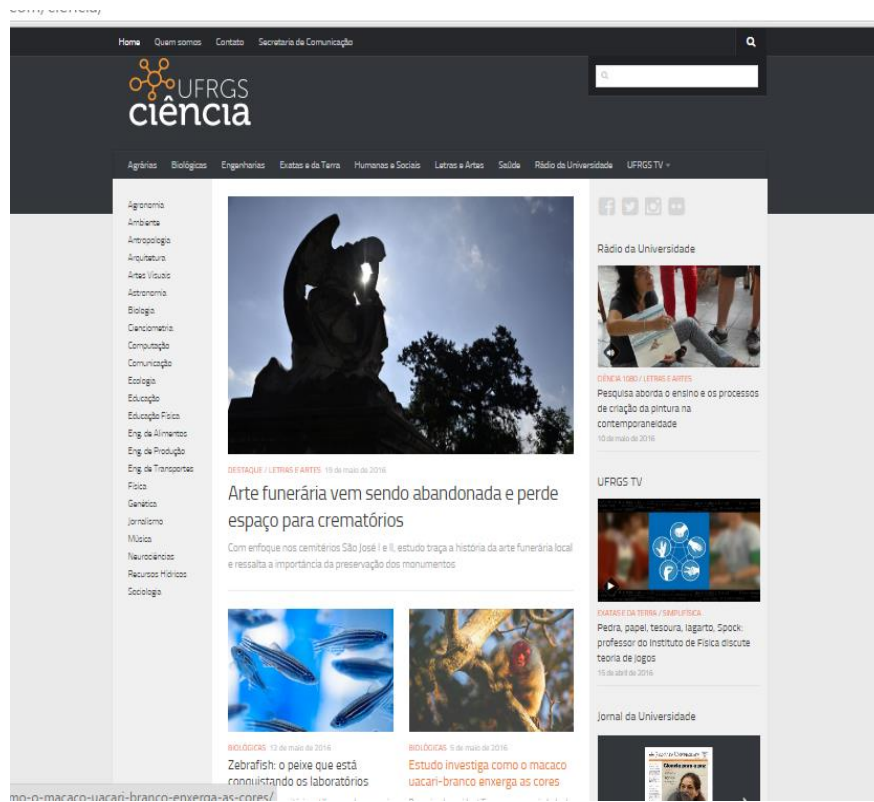 com/ciencia/
Home Quem somos Contato Secretaria de Comunicação
UFRGS
ciência
Agrárias Biológicas Engenharias Exatas e da Terra Humanas e Sociais Letras e Artes Saúde Rádio da Universidade UFRGS TV
Agronomia
Ambiente
Antropologia
Arquitetura
Artes Visuais
Astronomia
Biologia
Cienciometria
Computação
Comunicação
Ecologia
Educação
Educação Física
Eng. de Alimentos
Eng. de Produção
Eng. de Transportes
Física
Genética
Jornalismo
Música
Neurociências
Recursos Hídricos
Sociologia
DESTAQUE / LETRAS E ARTES 19 de maio de 2016
Arte funerária vem sendo abandonada e perde
espaço para crematórios
Com enfoque nos cemitérios São José I e II, estudo traça a história da arte funerária local
e ressalta a importância da preservação dos monumentos
BIOLÓGICAS 12 de maio de 2016
Zebrafish: o peixe que está
conquistando os laboratórios
BIOLÓGICAS 5 de maio de 2016
Estudo investiga como o macaco
uacari-branco enxerga as cores
Rádio da Universidade
CIÊNCIA 1080 / LETRAS E ARTES
Pesquisa aborda o ensino e os processos
de criação da pintura na
contemporaneidade
10 de maio de 2016
UFRGS TV
EXATAS E DA TERRA / SIMPLIFÍSICA
Pedra, papel, tesoura, lagarto, Spock:
professor do Instituto de Física discute
teoria de jogos
15 de abril de 2016
Jornal da Universidade
mo-o-macaco-uacari-branco-enxerga-as-cores/